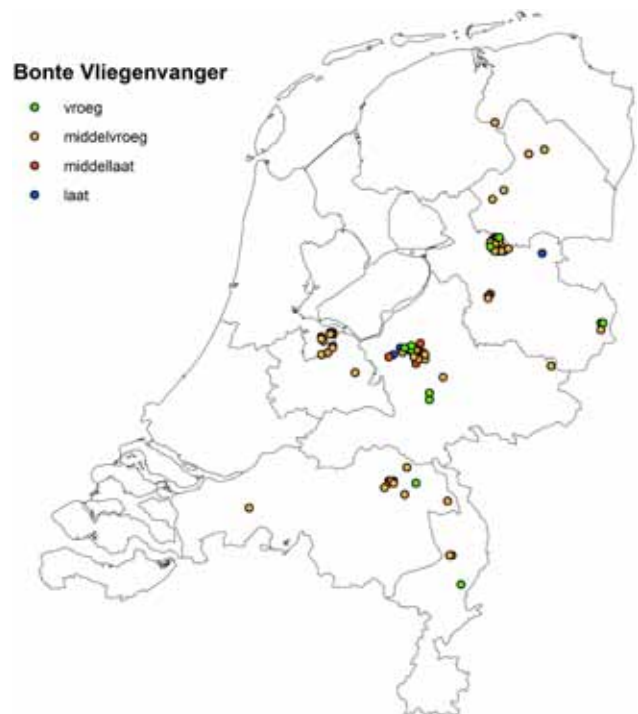 Bonte Vliegenvanger
vroeg
middelvroeg
middellaat
laat